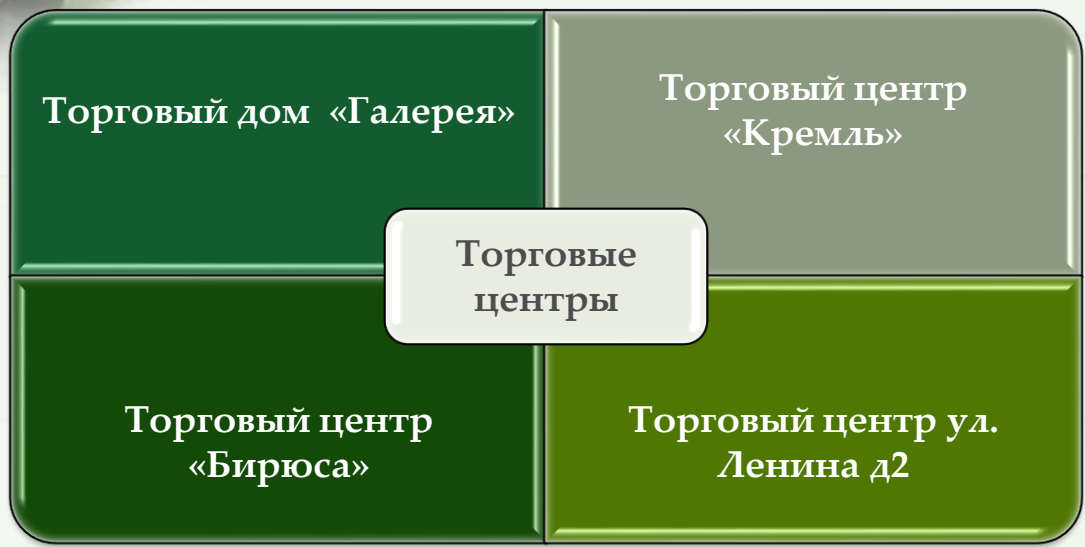 Торговый дом «Галерея»
Торговый центр
«Кремль»
Торговые
центры
Торговый центр
«Бирюса»
Торговый центр ул.
Ленина д2